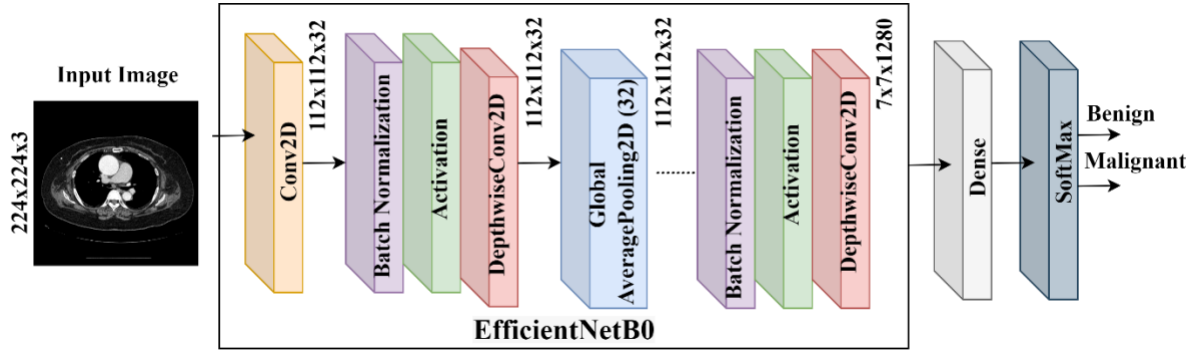 Input Image
224x224x3
Conv2D
112x112x32
Batch Normalization
Activation
DepthwiseConv2D
112x112x32
Global
AveragePooling2D (32)
112x112x32
Batch Normalization
Activation
DepthwiseConv2D
7x7x1280
EfficientNetB0
Dense
SoftMax
Benign
Malignant